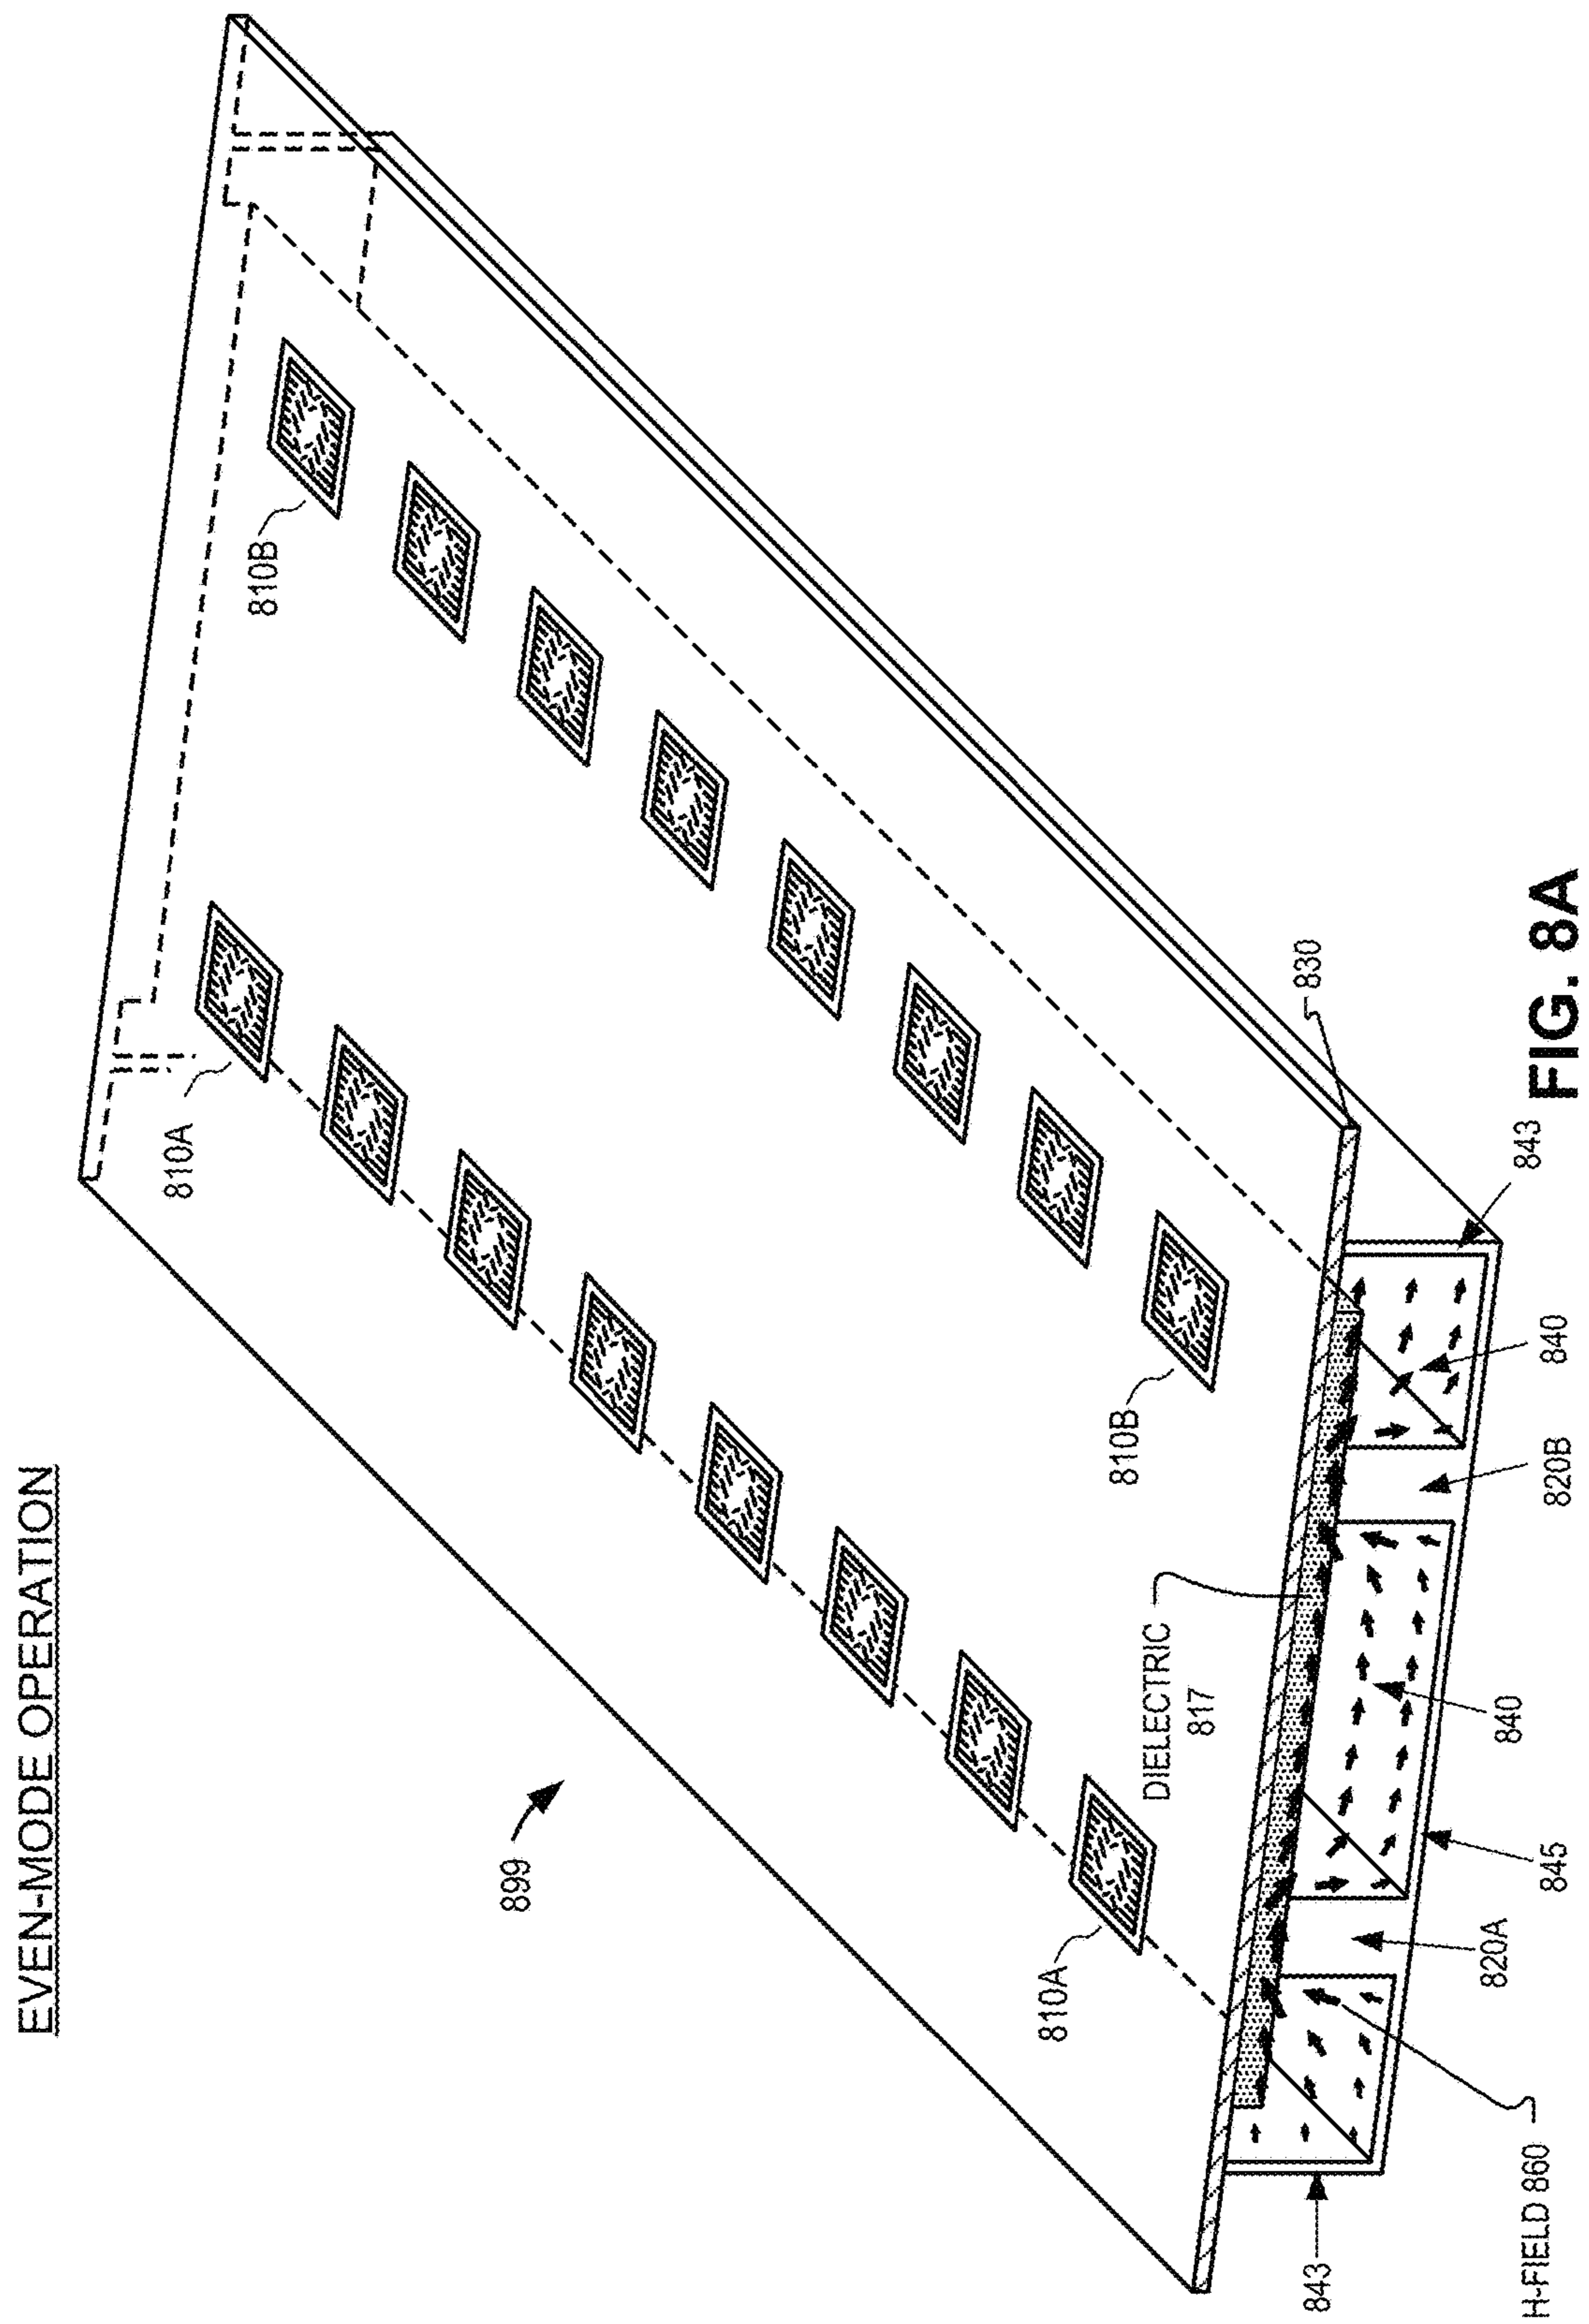 EVEN-MODE OPERATION
810B
810A
899
810B
810A
DIELECTRIC
817
830
843
840
820B
840
845
820A
H-FIELD 860
843
FIG. 8A